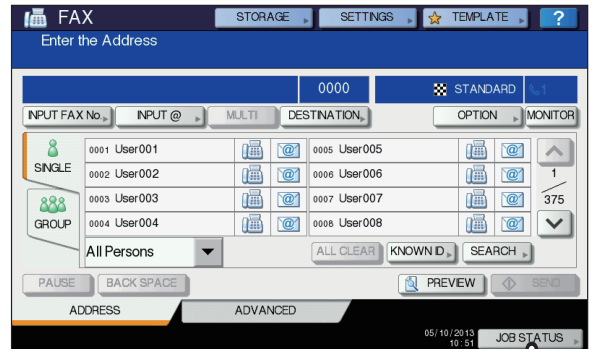 FAX STORAGE SETTINGS TEMPLATE ?
Enter the Address
0000 STANDARD 1
INPUT FAX No. INPUT @ MULTI DESTINATION OPTION MONITOR
SINGLE
GROUP
0001 User001 0005 User005
0002 User002 0006 User006
0003 User003 0007 User007
0004 User004 0008 User008
1
375
All Persons ALL CLEAR KNOWN ID SEARCH
PAUSE BACK SPACE PREVIEW SEND
ADDRESS ADVANCED
05/10/2013
10:51
JOB STATUS